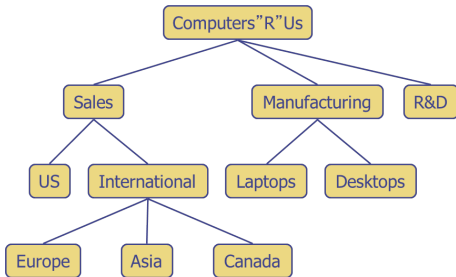 Computers”R”Us
Sales
Manufacturing
R&D
US
International
Laptops
Desktops
Europe
Asia
Canada